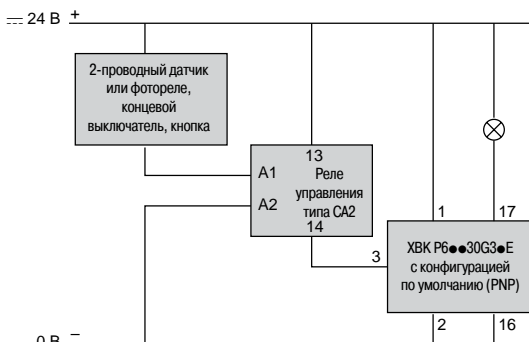 24 В +
2-проводный датчик
или фотореле,
концевой
выключатель, кнопка
13
A1 Реле
управления
A2 типа CA2
14
3
1 17
XBK P6●●30G3●E
с конфигурацией
по умолчанию (PNP)
2 16
0 В −